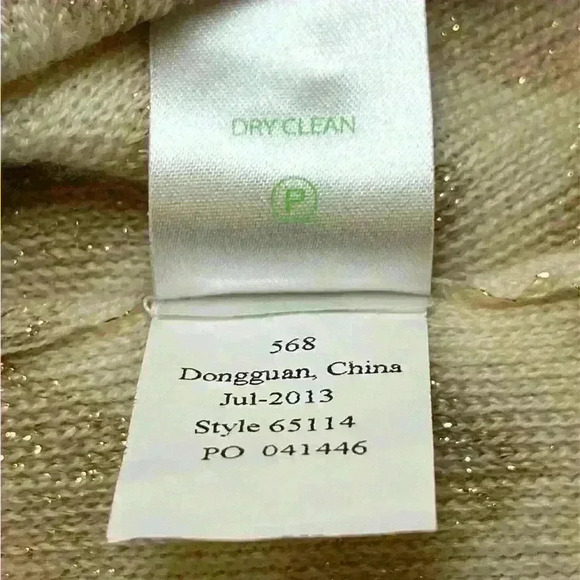 DRY CLEAN
P
568
Dongguan, China
Jul-2013
Style 65114
PO 041446